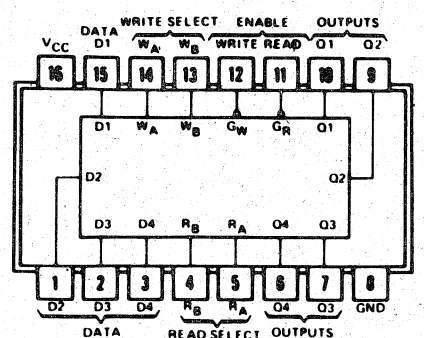 WRITE SELECT ENABLE OUTPUTS
DATA
VCC D1 WA WB WRITE READ Q1 Q2
16 15 14 13 12 11 10 9
D1 WA WB GW GR Q1
D2 Q2
D3 D4 RB RA Q4 Q3
1 2 3 4 5 6 7 8
D2 D3 D4 RB RA Q4 Q3 GND
DATA READ SELECT OUTPUTS